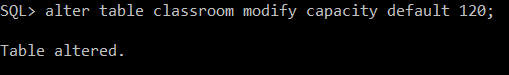 SQL> alter table classroom modify capacity default 120;
Table altered.